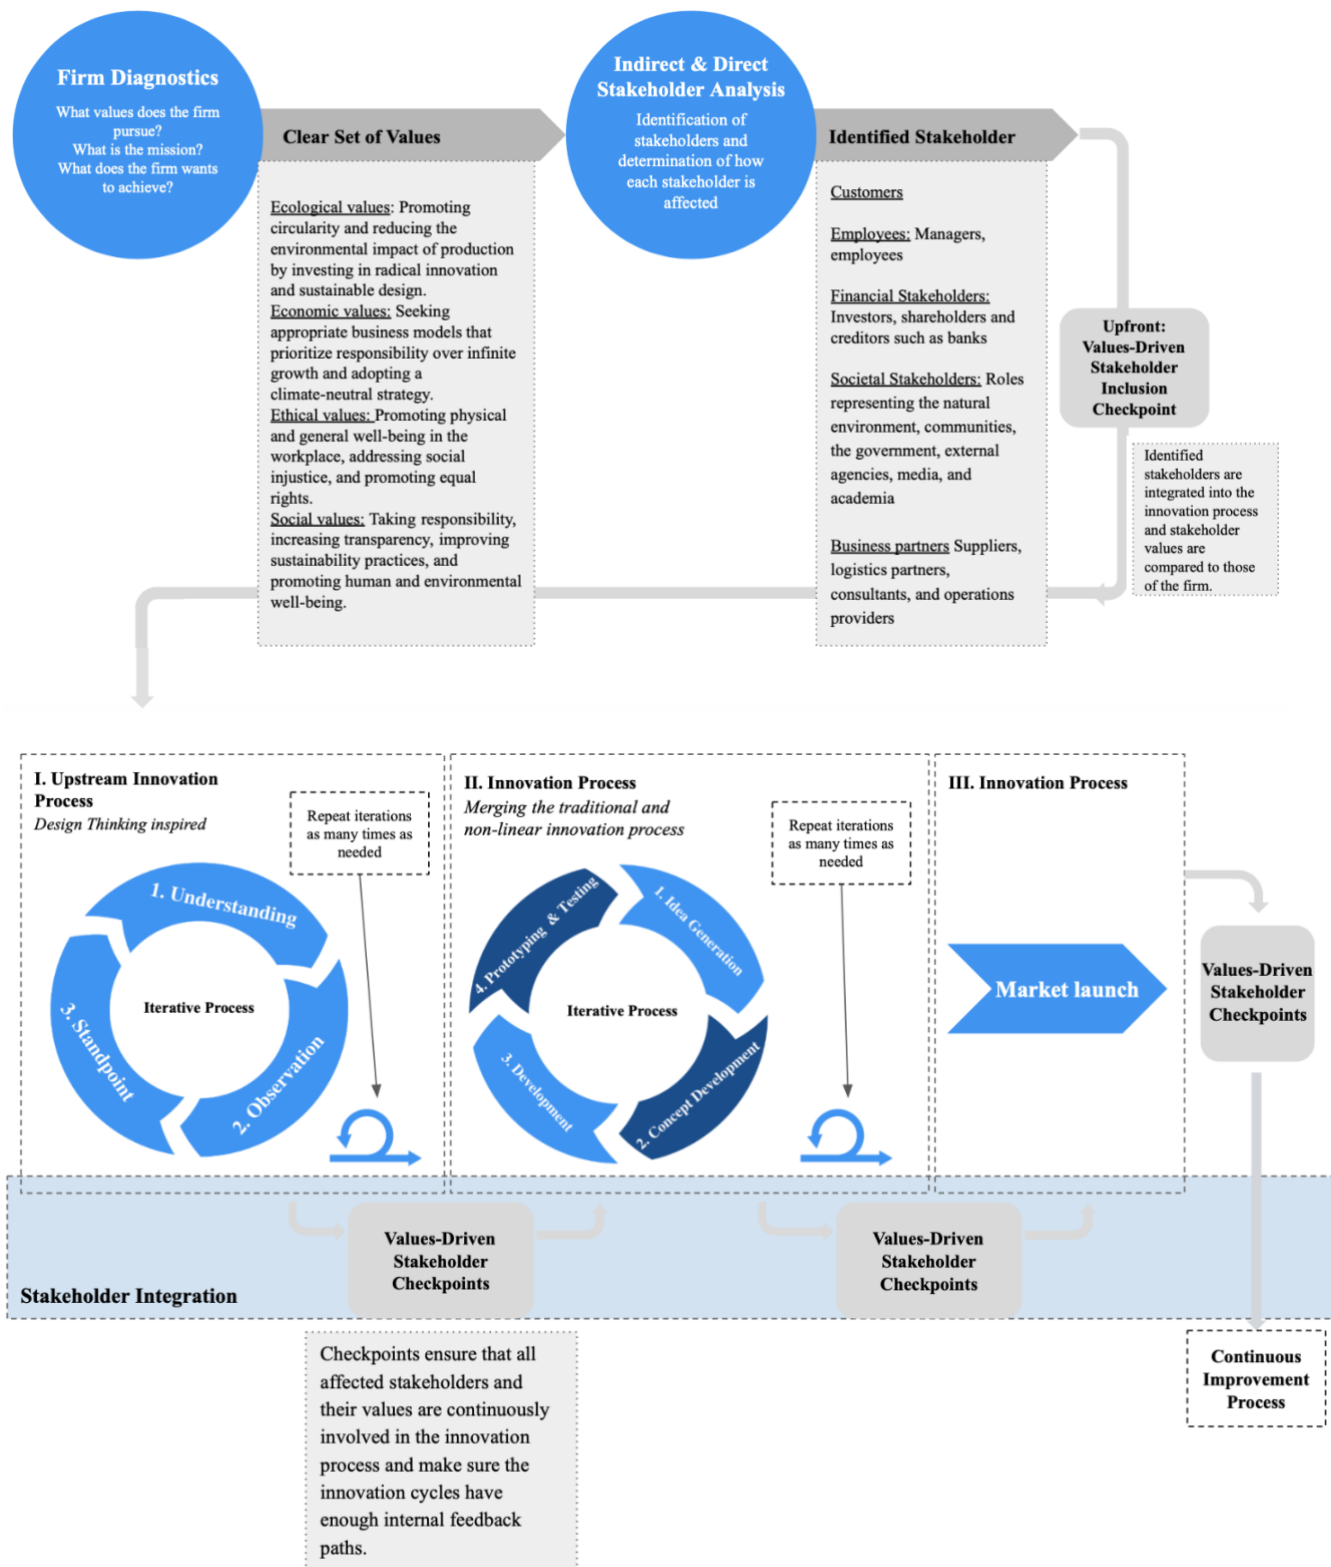 Firm Diagnostics
What values does the firm
pursue?
What is the mission?
What does the firm wants
to achieve?
Clear Set of Values
Ecological values: Promoting
circularity and reducing the
environmental impact of production
by investing in radical innovation
and sustainable design.
Economic values: Seeking
appropriate business models that
prioritize responsibility over infinite
growth and adopting a
climate-neutral strategy.
Ethical values: Promoting physical
and general well-being in the
workplace, addressing social
injustice, and promoting equal
rights.
Social values: Taking responsibility,
increasing transparency, improving
sustainability practices, and
promoting human and environmental
well-being.
Indirect & Direct
Stakeholder Analysis
Identification of
stakeholders and
determination of how
each stakeholder is
affected
Identified Stakeholder
Customers
Employees: Managers,
employees
Financial Stakeholders:
Investors, shareholders and
creditors such as banks
Societal Stakeholders: Roles
representing the natural
environment, communities,
the government, external
agencies, media, and
academia
Business partners Suppliers,
logistics partners,
consultants, and operations
providers
Upfront:
Values-Driven
Stakeholder
Inclusion
Checkpoint
Identified
stakeholders are
integrated into the
innovation process
and stakeholder
values are
compared to those
of the firm.
I. Upstream Innovation
Process
Design Thinking inspired
Repeat iterations
as many times as
needed
1. Understanding
2. Observation
3. Standpoint
Iterative Process
II. Innovation Process
Merging the traditional and
non-linear innovation process
Repeat iterations
as many times as
needed
1. Idea Generation
2. Concept Development
3. Development
4. Prototyping & Testing
Iterative Process
III. Innovation Process
Market launch
Values-Driven
Stakeholder
Checkpoints
Values-Driven
Stakeholder
Checkpoints
Values-Driven
Stakeholder
Checkpoints
Stakeholder Integration
Checkpoints ensure that all
affected stakeholders and
their values are continuously
involved in the innovation
process and make sure the
innovation cycles have
enough internal feedback
paths.
Continuous
Improvement
Process